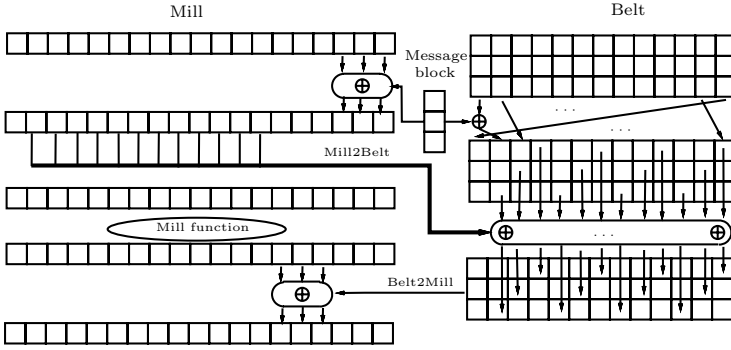 Mill
Belt
Message
block
. . .
. . .
Mill2Belt
Mill function
. . .
Belt2Mill